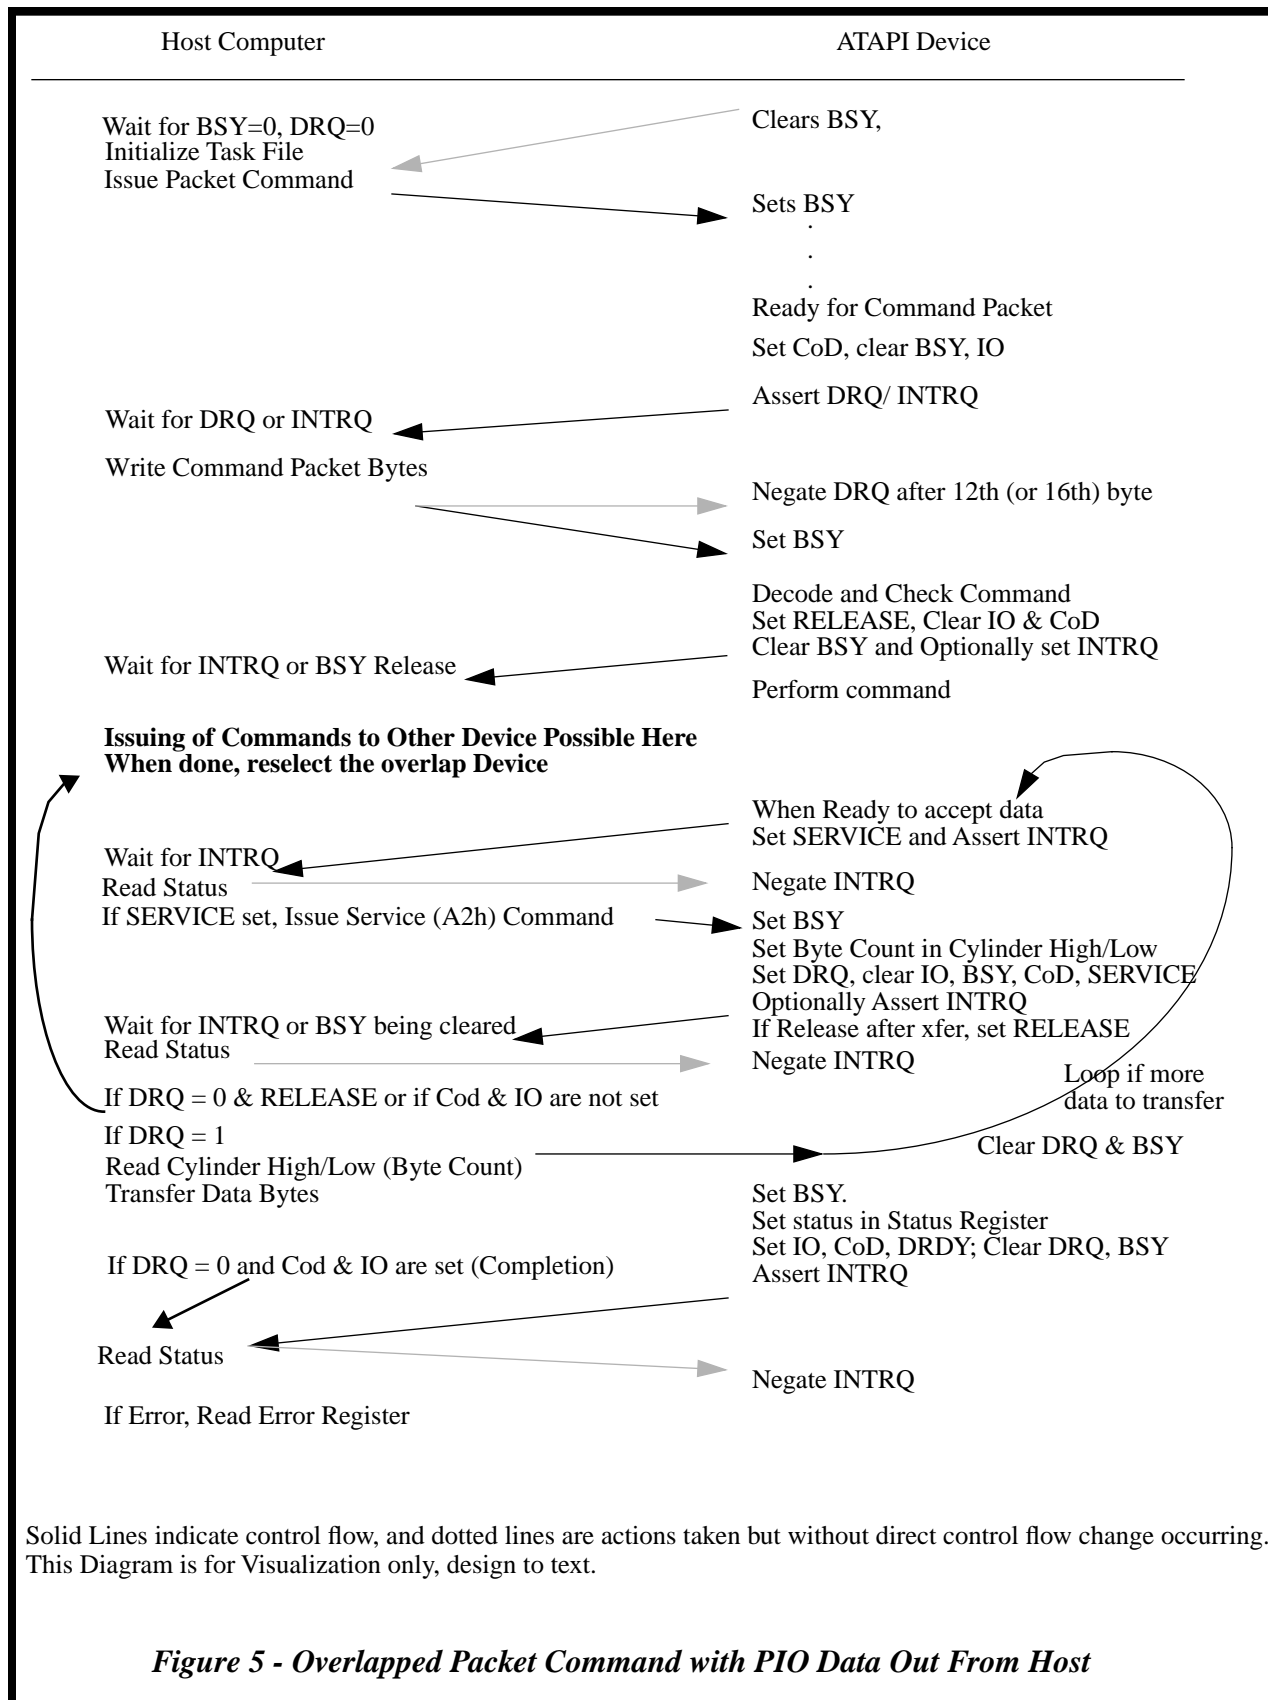 Host Computer
ATAPI Device
Clears BSY,
Wait for BSY=0, DRQ=0
Initialize Task File
Issue Packet Command
Sets BSY
.
.
.
Ready for Command Packet
Set CoD, clear BSY, IO
Assert DRQ/ INTRQ
Wait for DRQ or INTRQ
Write Command Packet Bytes
Negate DRQ after 12th (or 16th) byte
Set BSY
Decode and Check Command
Set RELEASE, Clear IO & CoD
Clear BSY and Optionally set INTRQ
Wait for INTRQ or BSY Release
Perform command
Issuing of Commands to Other Device Possible Here
When done, reselect the overlap Device
When Ready to accept data
Set SERVICE and Assert INTRQ
Wait for INTRQ
Read Status
Negate INTRQ
If SERVICE set, Issue Service (A2h) Command
Set BSY
Set Byte Count in Cylinder High/Low
Set DRQ, clear IO, BSY, CoD, SERVICE
Optionally Assert INTRQ
If Release after xfer, set RELEASE
Wait for INTRQ or BSY being cleared
Read Status
Negate INTRQ
Loop if more
data to transfer
If DRQ = 0 & RELEASE or if Cod & IO are not set
If DRQ = 1
Read Cylinder High/Low (Byte Count)
Transfer Data Bytes
Clear DRQ & BSY
Set BSY.
Set status in Status Register
Set IO, CoD, DRDY; Clear DRQ, BSY
Assert INTRQ
If DRQ = 0 and Cod & IO are set (Completion)
Read Status
Negate INTRQ
If Error, Read Error Register
Solid Lines indicate control flow, and dotted lines are actions taken but without direct control flow change occurring.
This Diagram is for Visualization only, design to text.
Figure 5 - Overlapped Packet Command with PIO Data Out From Host